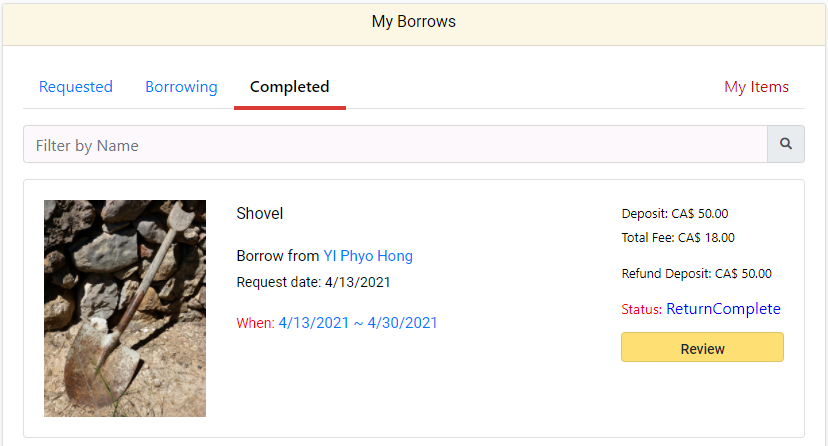 My Borrows
Requested Borrowing Completed My Items
Filter by Name
Shovel
Borrow from YI Phyo Hong
Request date: 4/13/2021
When: 4/13/2021 ~ 4/30/2021
Deposit: CA$ 50.00
Total Fee: CA$ 18.00
Refund Deposit: CA$ 50.00
Status: ReturnComplete
Review